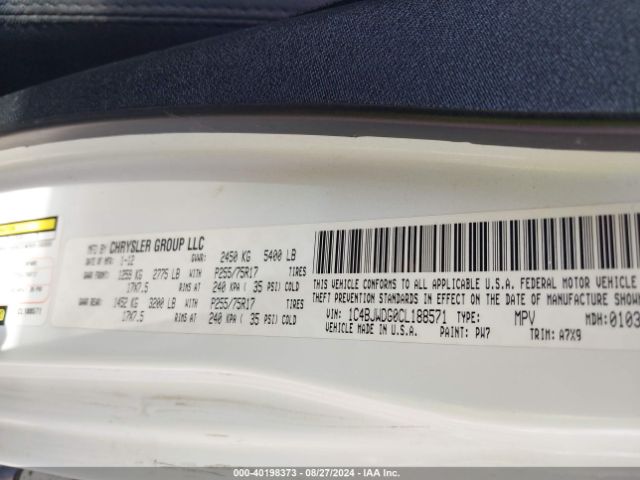 MFG BY CHRYSLER GROUP LLC
DATE OF MFR: 1-12 GVWR: 2450 KG 5400 LB
GAWR FRONT: 1259 KG 2775 LB WITH P255/75R17 TIRES
17X7.5 RIMS AT 240 KPA ( 35 PSI) COLD
GAWR REAR: 1452 KG 3200 LB WITH P255/75R17 TIRES
17X7.5 RIMS AT 240 KPA ( 35 PSI) COLD
THIS VEHICLE CONFORMS TO ALL APPLICABLE U.S.A. FEDERAL MOTOR VEHICLE
THEFT PREVENTION STANDARDS IN EFFECT ON THE DATE OF MANUFACTURE SHOWN
VIN: 1C4BJWDG0CL188571 TYPE: MPV MDH:0103
VEHICLE MADE IN U.S.A. PAINT: PW7 TRIM: A7X9
CL188571
000-40198373 - 08/27/2024 - IAA Inc.